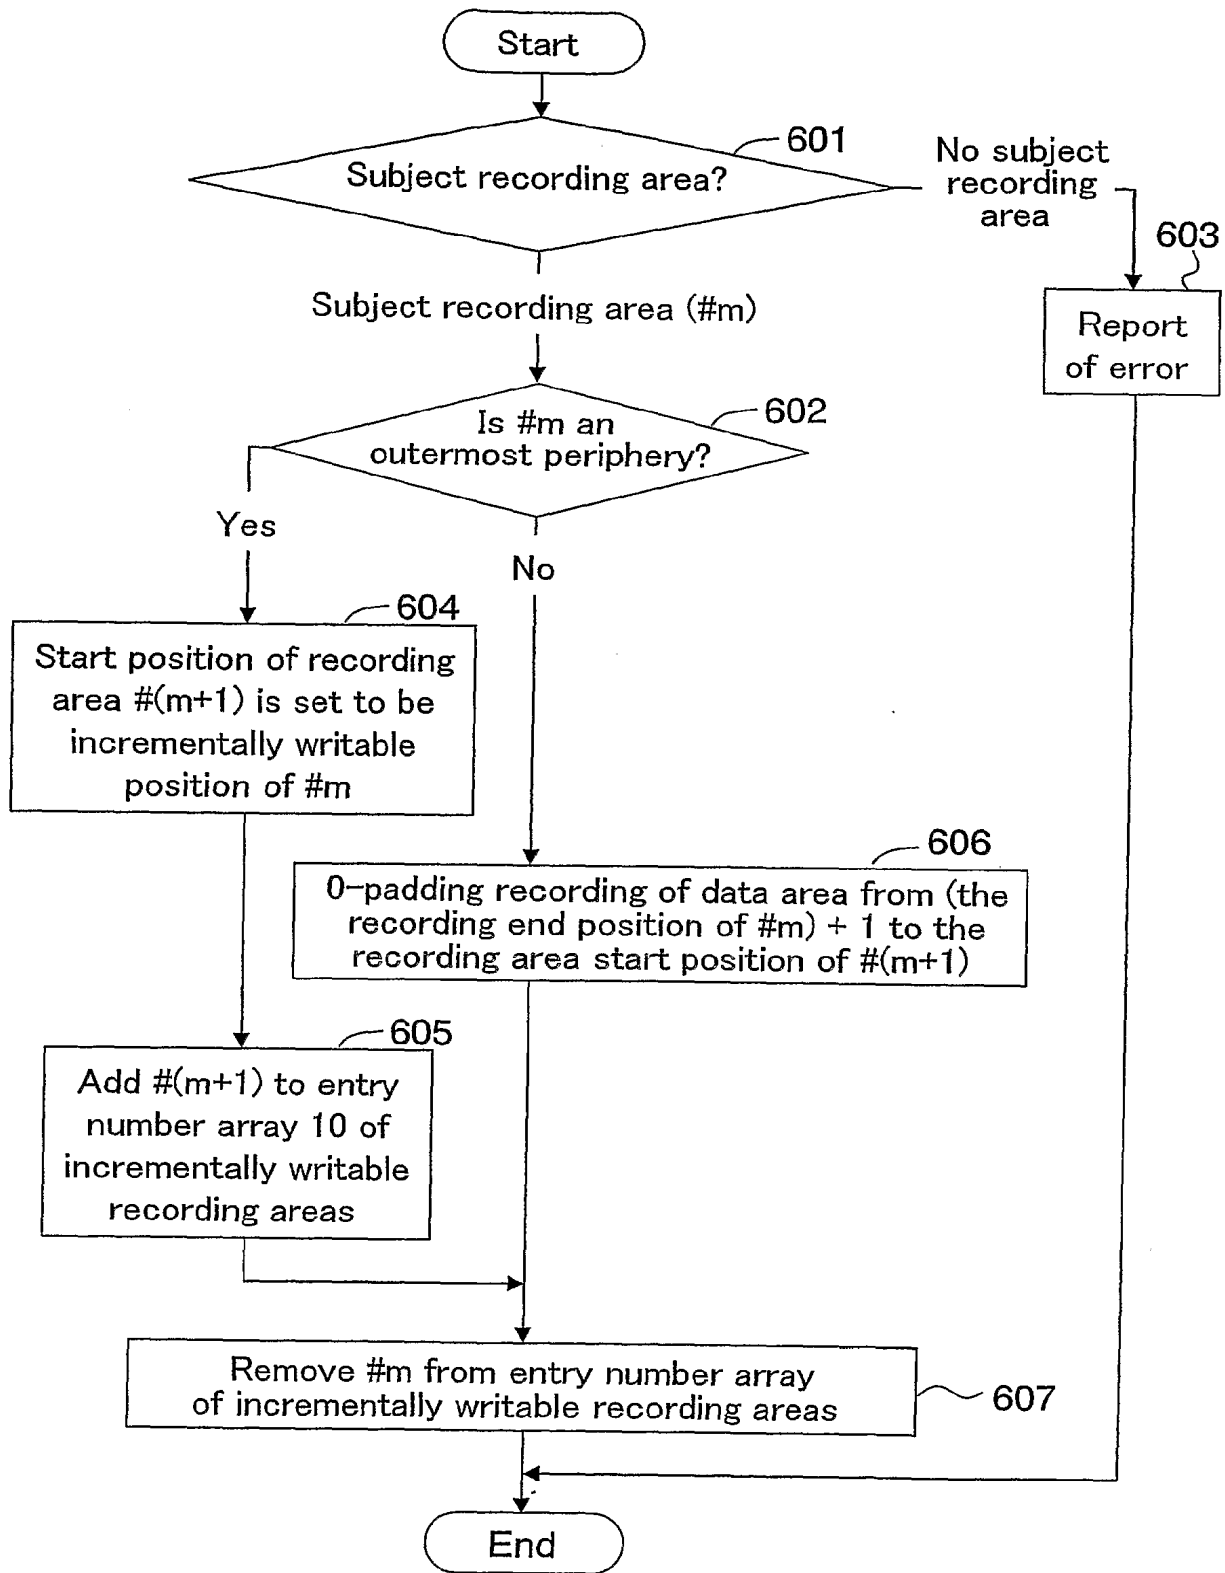 Start
601
Subject recording area?
No subject
recording
area
603
Report
of error
Subject recording area (#m)
602
Is #m an
outermost periphery?
Yes
No
604
Start position of recording
area #(m+1) is set to be
incrementally writable
position of #m
606
0-padding recording of data area from (the
recording end position of #m) + 1 to the
recording area start position of #(m+1)
605
Add #(m+1) to entry
number array 10 of
incrementally writable
recording areas
Remove #m from entry number array
of incrementally writable recording areas
607
End